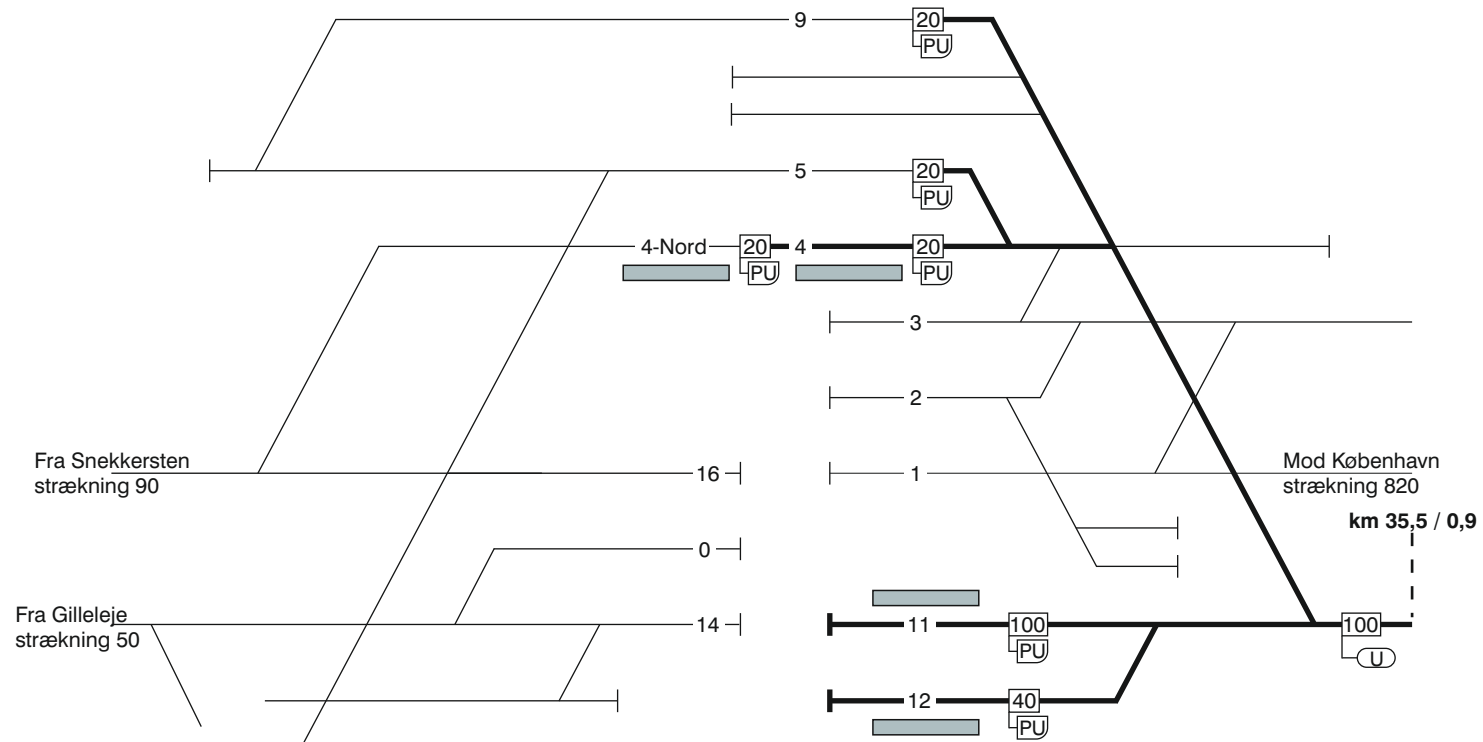 9 20
PU
5 20
PU
4-Nord 20 4 20
PU PU
3
2
Fra Snekkersten
strækning 90
16 1
Mod København
strækning 820
km 35,5 / 0,9
0
Fra Gilleleje
strækning 50
14 11 100 100
PU U
12 40
PU